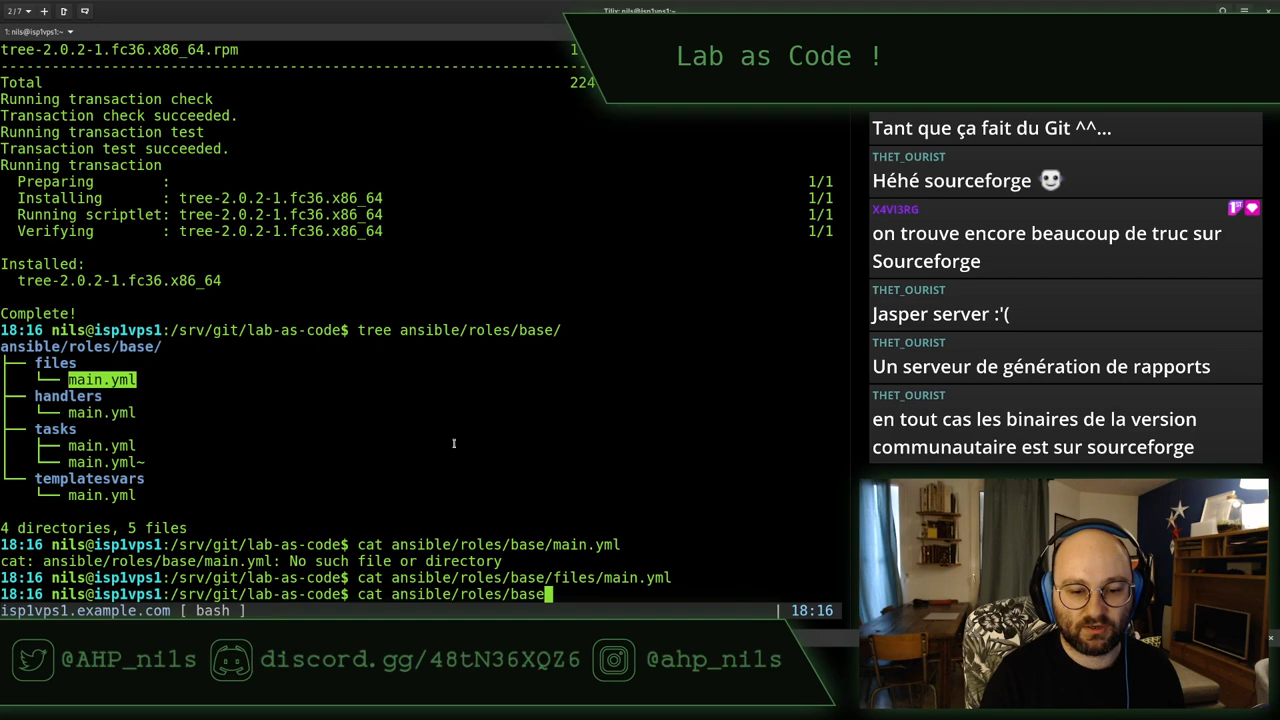 2/7
Tilix: nils@isp1vps1:~
1: nils@isp1vps1:~
Lab as Code !
tree-2.0.2-1.fc36.x86_64.rpm 1
--------------------------------------------------------------------------------
Total 224
Running transaction check
Transaction check succeeded.
Running transaction test
Transaction test succeeded.
Running transaction
Preparing : 1/1
Installing : tree-2.0.2-1.fc36.x86_64 1/1
Running scriptlet: tree-2.0.2-1.fc36.x86_64 1/1
Verifying : tree-2.0.2-1.fc36.x86_64 1/1
Installed:
tree-2.0.2-1.fc36.x86_64
Complete!
18:16 nils@isp1vps1:/srv/git/lab-as-code$ tree ansible/roles/base/
ansible/roles/base/
├── files
│   └── main.yml
├── handlers
│   └── main.yml
├── tasks
│   ├── main.yml
│   └── main.yml~
└── templatesvars
    └── main.yml
4 directories, 5 files
18:16 nils@isp1vps1:/srv/git/lab-as-code$ cat ansible/roles/base/main.yml
cat: ansible/roles/base/main.yml: No such file or directory
18:16 nils@isp1vps1:/srv/git/lab-as-code$ cat ansible/roles/base/files/main.yml
18:16 nils@isp1vps1:/srv/git/lab-as-code$ cat ansible/roles/base
isp1vps1.example.com [ bash ] | 18:16
Tant que ça fait du Git ^^...
THET_OURIST
Héhé sourceforge
X4VI3RG
1ST
on trouve encore beaucoup de truc sur
Sourceforge
THET_OURIST
Jasper server :'(
THET_OURIST
Un serveur de génération de rapports
THET_OURIST
en tout cas les binaires de la version
communautaire est sur sourceforge
@AHP_nils discord.gg/48tN36XQZ6 @ahp_nils